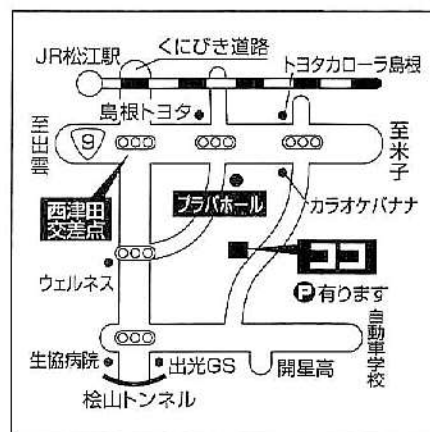 くにびき道路
JR松江駅
トヨタカローラ島根
島根トヨタ
至出雲
9
至米子
西津田
交差点
プラバホール
カラオケバナナ
ココ
ウェルネス
P有ります
自動車学校
生協病院
出光GS
開星高
桧山トンネル